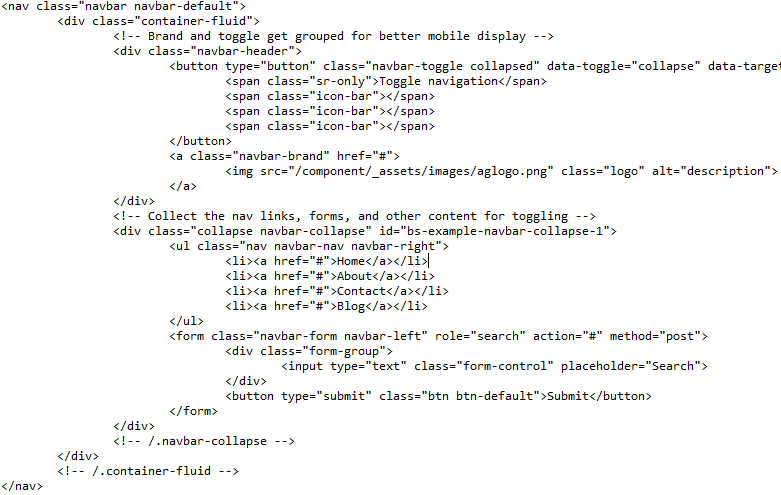 <nav class="navbar navbar-default">
<div class="container-fluid">
<!-- Brand and toggle get grouped for better mobile display -->
<div class="navbar-header">
<button type="button" class="navbar-toggle collapsed" data-toggle="collapse" data-target
<span class="sr-only">Toggle navigation</span>
<span class="icon-bar"></span>
<span class="icon-bar"></span>
<span class="icon-bar"></span>
</button>
<a class="navbar-brand" href="#">
<img src="/component/_assets/images/aglogo.png" class="logo" alt="description">
</a>
</div>
<!-- Collect the nav links, forms, and other content for toggling -->
<div class="collapse navbar-collapse" id="bs-example-navbar-collapse-1">
<ul class="nav navbar-nav navbar-right">
<li><a href="#">Home</a></li>
<li><a href="#">About</a></li>
<li><a href="#">Contact</a></li>
<li><a href="#">Blog</a></li>
</ul>
<form class="navbar-form navbar-left" role="search" action="#" method="post">
<div class="form-group">
<input type="text" class="form-control" placeholder="Search">
</div>
<button type="submit" class="btn btn-default">Submit</button>
</form>
</div>
<!-- /.navbar-collapse -->
</div>
<!-- /.container-fluid -->
</nav>